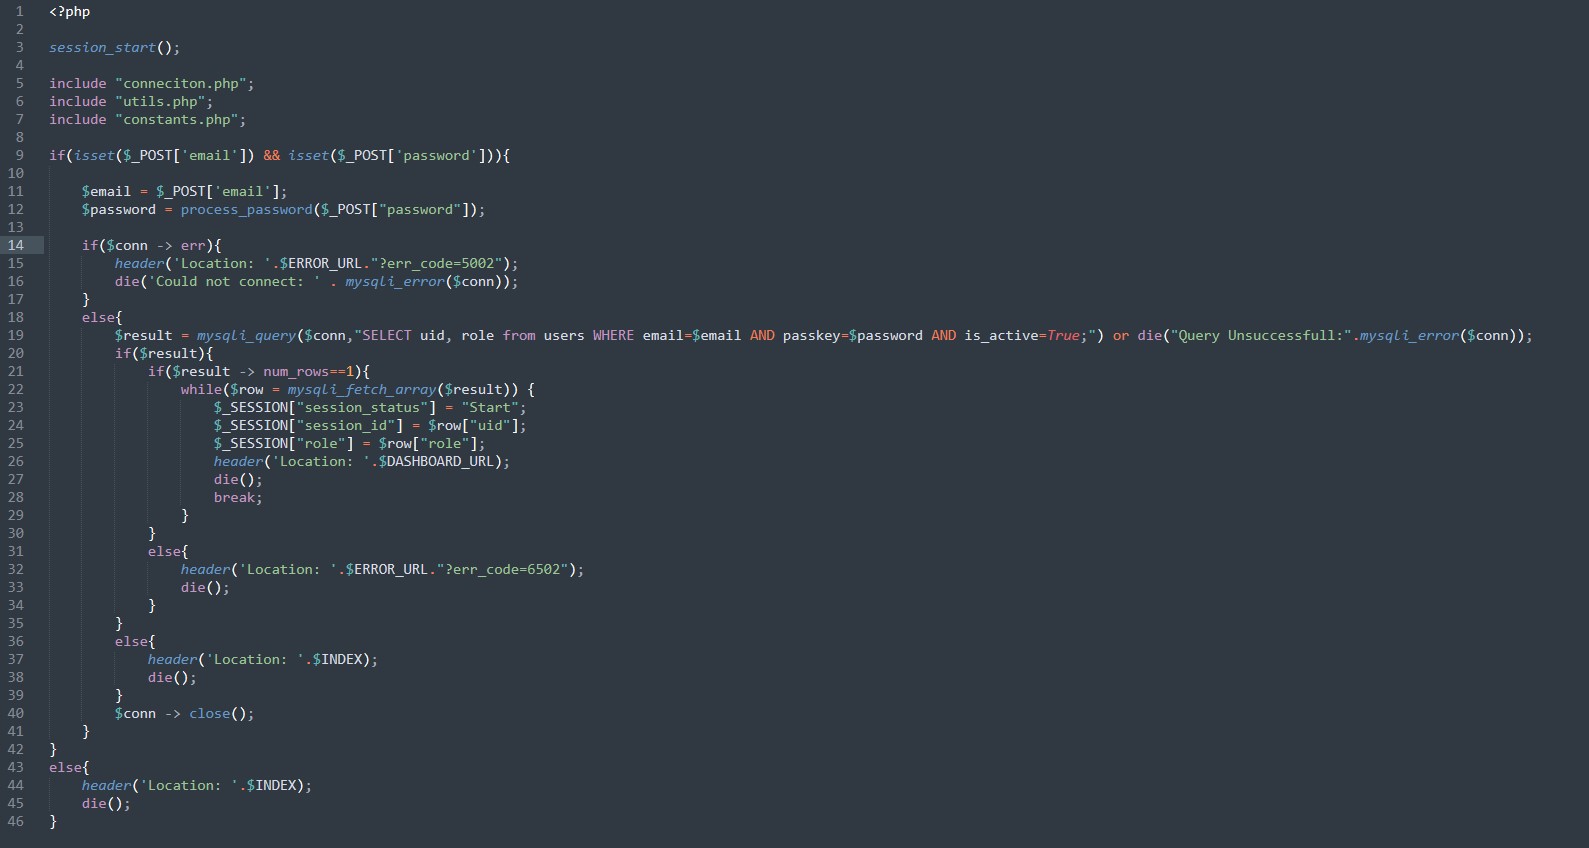 1 <?php
2
3 session_start();
4
5 include "conneciton.php";
6 include "utils.php";
7 include "constants.php";
8
9 if(isset($_POST['email']) && isset($_POST['password'])){
10
11     $email = $_POST['email'];
12     $password = process_password($_POST["password"]);
13
14     if($conn -> err){
15         header('Location: '.$ERROR_URL."?err_code=5002");
16         die('Could not connect: ' . mysqli_error($conn));
17     }
18     else{
19         $result = mysqli_query($conn,"SELECT uid, role from users WHERE email=$email AND passkey=$password AND is_active=True;") or die("Query Unsuccessfull:".mysqli_error($conn));
20         if($result){
21             if($result -> num_rows==1){
22                 while($row = mysqli_fetch_array($result)) {
23                     $_SESSION["session_status"] = "Start";
24                     $_SESSION["session_id"] = $row["uid"];
25                     $_SESSION["role"] = $row["role"];
26                     header('Location: '.$DASHBOARD_URL);
27                     die();
28                     break;
29                 }
30             }
31             else{
32                 header('Location: '.$ERROR_URL."?err_code=6502");
33                 die();
34             }
35         }
36         else{
37             header('Location: '.$INDEX);
38             die();
39         }
40         $conn -> close();
41     }
42 }
43 else{
44     header('Location: '.$INDEX);
45     die();
46 }